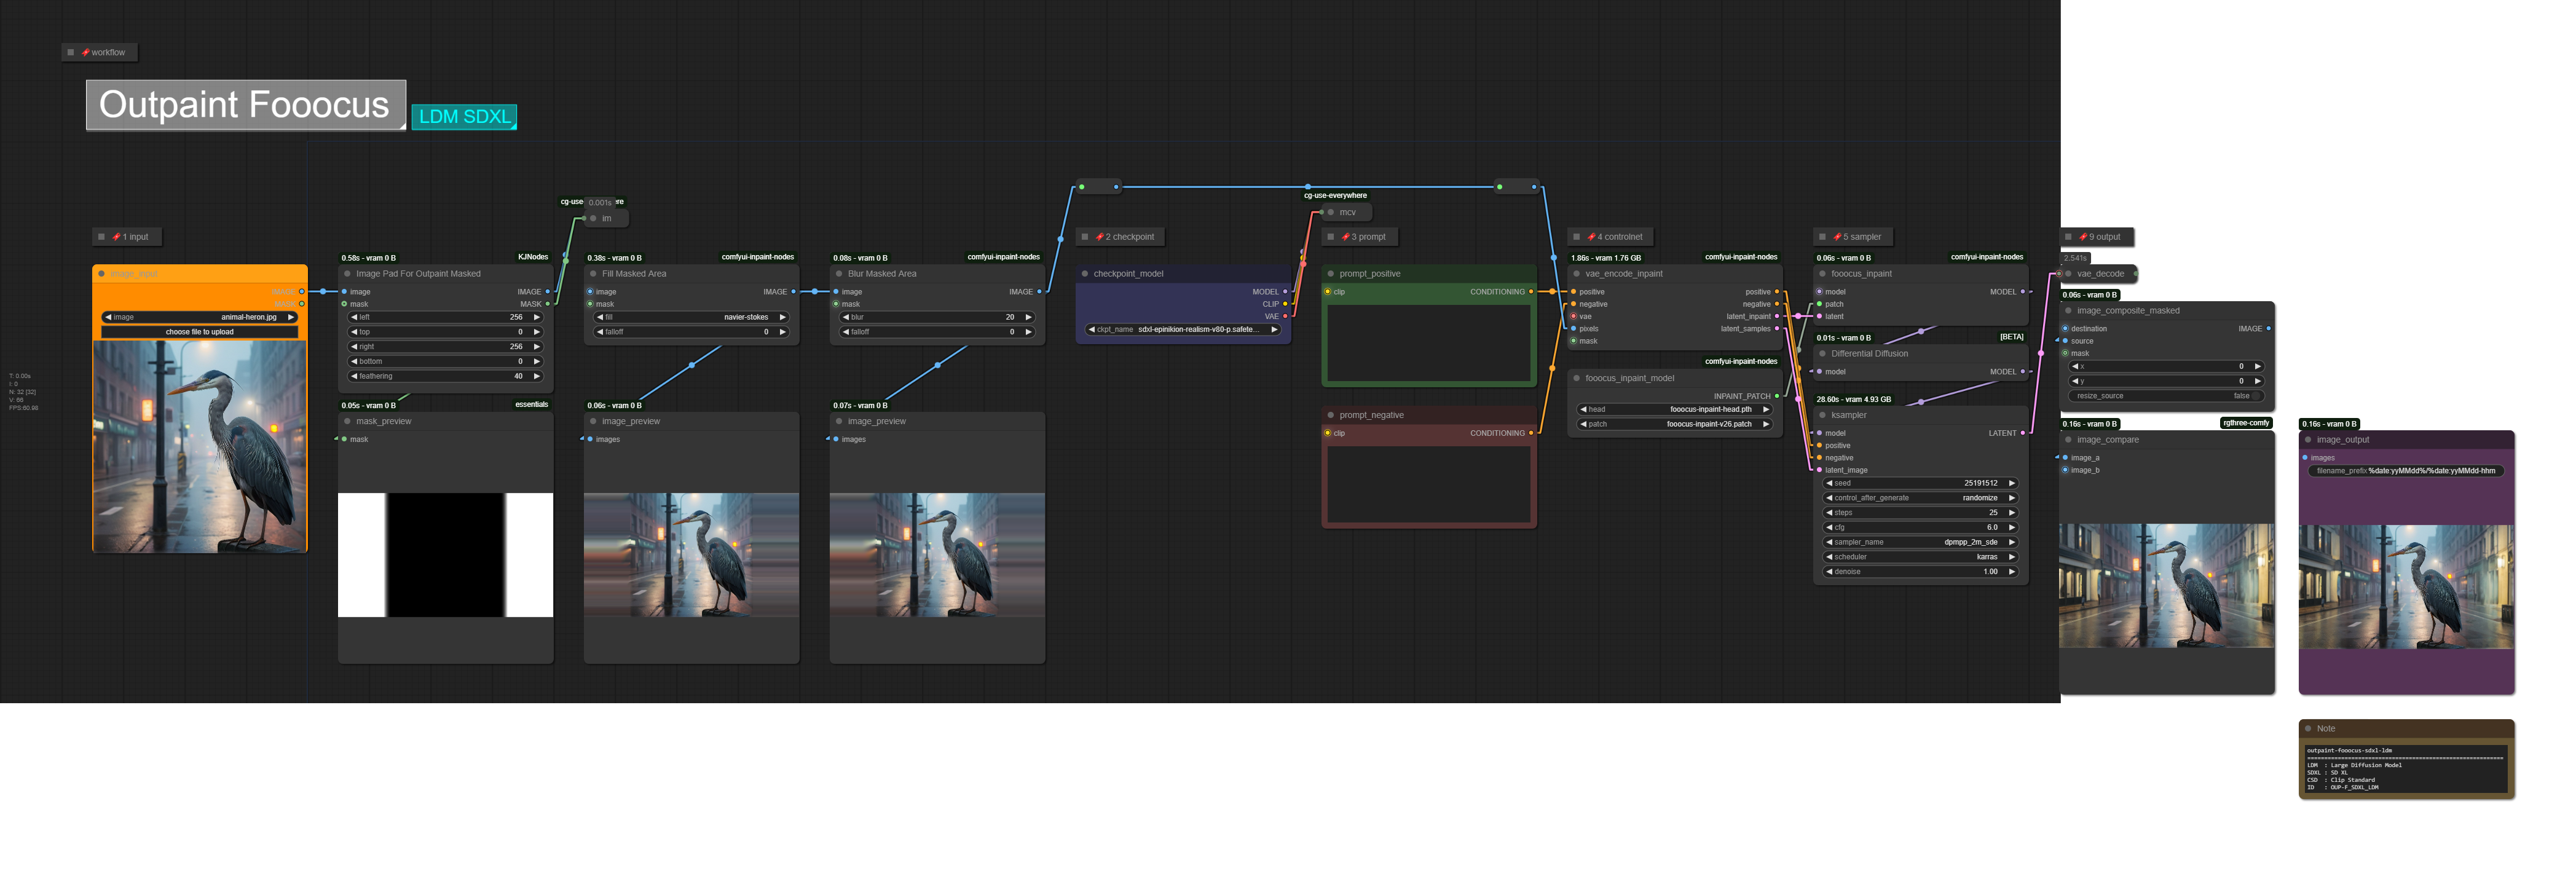 workflow
Outpaint Fooocus
LDM SDXL
1 input
image_input
IMAGE
MASK
image animal-heron.jpg
choose file to upload
T: 0.00s
I: 0
N: 32 [32]
V: 66
FPS:60.98
0.58s - vram 0 B KJNodes
Image Pad For Outpaint Masked
image IMAGE
mask MASK
left 256
top 0
right 256
bottom 0
feathering 40
0.05s - vram 0 B essentials
mask_preview
mask
cg-use
0.001s
im
0.38s - vram 0 B comfyui-inpaint-nodes
Fill Masked Area
image IMAGE
mask
fill navier-stokes
falloff 0
0.06s - vram 0 B
image_preview
images
0.08s - vram 0 B comfyui-inpaint-nodes
Blur Masked Area
image IMAGE
mask
blur 20
falloff 0
0.07s - vram 0 B
image_preview
images
2 checkpoint
checkpoint_model
MODEL
CLIP
VAE
ckpt_name sdxl-epinikion-realism-v80-p.safete...
cg-use-everywhere
mcv
3 prompt
prompt_positive
clip CONDITIONING
prompt_negative
clip CONDITIONING
4 controlnet
1.86s - vram 1.76 GB comfyui-inpaint-nodes
vae_encode_inpaint
positive positive
negative negative
vae latent_inpaint
pixels latent_samples
mask
comfyui-inpaint-nodes
fooocus_inpaint_model
INPAINT_PATCH
head fooocus-inpaint-head.pth
patch fooocus-inpaint-v26.patch
5 sampler
0.06s - vram 0 B comfyui-inpaint-nodes
fooocus_inpaint
model MODEL
patch
latent
0.01s - vram 0 B [BETA]
Differential Diffusion
model MODEL
28.60s - vram 4.93 GB
ksampler
model LATENT
positive
negative
latent_image
seed 25191512
control_after_generate randomize
steps 25
cfg 6.0
sampler_name dpmpp_2m_sde
scheduler karras
denoise 1.00
9 output
2.541s
vae_decode
0.06s - vram 0 B
image_composite_masked
destination IMAGE
source
mask
x 0
y 0
resize_source false
0.16s - vram 0 B rgthree-comfy
image_compare
image_a
image_b
0.16s - vram 0 B
image_output
images
filename_prefix %date:yyMMdd%/%date:yyMMdd-hhm
Note
outpaint-fooocus-sdxl-ldm
LDM : Large Diffusion Model
SDXL : SD XL
CSD : Clip Standard
ID : OUP-F_SDXL_LDM